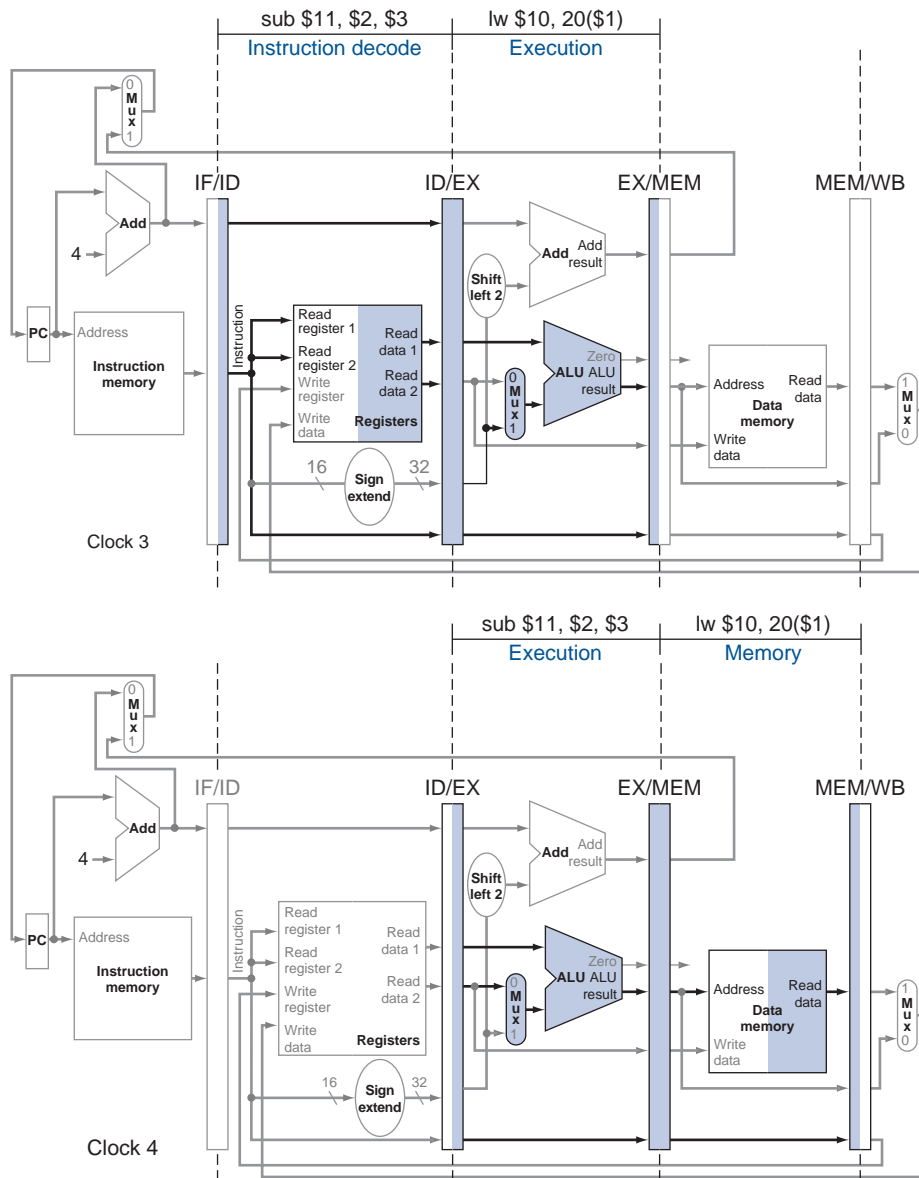 sub $11, $2, $3
lw $10, 20($1)
Instruction decode
Execution
0
M
u
x
1
IF/ID
ID/EX
EX/MEM
MEM/WB
Add
4
Add
Add
result
Shift
left 2
PC
Address
Instruction
memory
Instruction
Read
register 1
Read
register 2
Write
register
Write
data
Read
data 1
Read
data 2
Registers
0
M
u
x
1
Zero
ALU
ALU
result
Address
Read
data
Data
memory
Write
data
1
M
u
x
0
16
Sign
extend
32
Clock 3
sub $11, $2, $3
lw $10, 20($1)
Execution
Memory
0
M
u
x
1
IF/ID
ID/EX
EX/MEM
MEM/WB
Add
4
Add
Add
result
Shift
left 2
PC
Address
Instruction
memory
Instruction
Read
register 1
Read
register 2
Write
register
Write
data
Read
data 1
Read
data 2
Registers
0
M
u
x
1
Zero
ALU
ALU
result
Address
Read
data
Data
memory
Write
data
1
M
u
x
0
16
Sign
extend
32
Clock 4